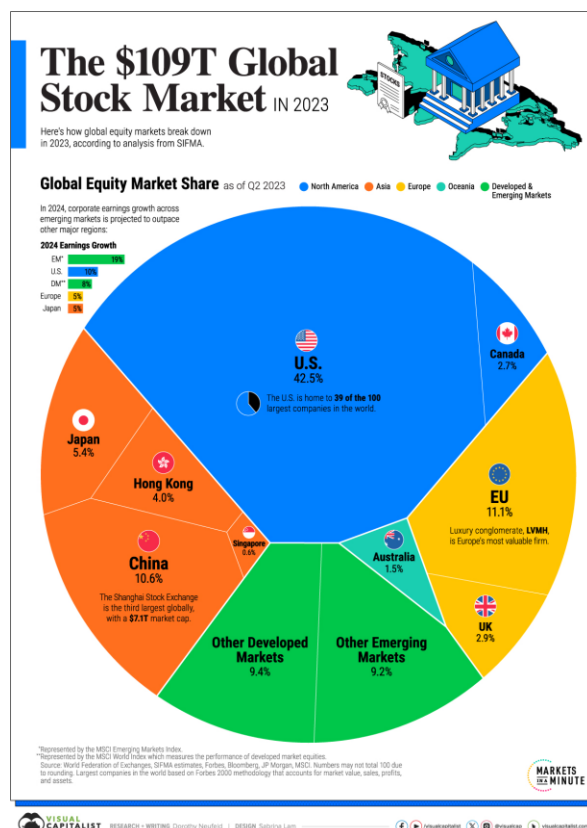 The $109T Global
Stock Market IN 2023
STOCKS
Here's how global equity markets break down
in 2023, according to analysis from SIFMA.
Global Equity Market Share as of Q2 2023
North America
Asia
Europe
Oceania
Developed &
Emerging Markets
In 2024, corporate earnings growth across
emerging markets is projected to outpace
other major regions:
2024 Earnings Growth
EM* 19%
U.S. 10%
DM** 8%
Europe 5%
Japan 5%
U.S.
42.5%
The U.S. is home to 39 of the 100
largest companies in the world.
Canada
2.7%
Japan
5.4%
Hong Kong
4.0%
EU
11.1%
Luxury conglomerate, LVMH,
is Europe's most valuable firm.
China
10.6%
The Shanghai Stock Exchange
is the third largest globally,
with a $7.1T market cap.
Singapore
0.6%
Australia
1.5%
UK
2.9%
Other Developed
Markets
9.4%
Other Emerging
Markets
9.2%
*Represented by the MSCI Emerging Markets Index.
**Represented by the MSCI World Index which measures the performance of developed market equities.
Source: World Federation of Exchanges, SIFMA estimates, Forbes, Bloomberg, JP Morgan, MSCI. Numbers may not total 100 due
to rounding. Largest companies in the world based on Forbes 2000 methodology that accounts for market value, sales, profits,
and assets.
MARKETS
IN A
MINUTE
VISUAL
CAPITALIST
RESEARCH + WRITING Dorothy Neufeld | DESIGN Sabrina Lam
/visualcapitalist
@visualcap
visualcapitalist.com